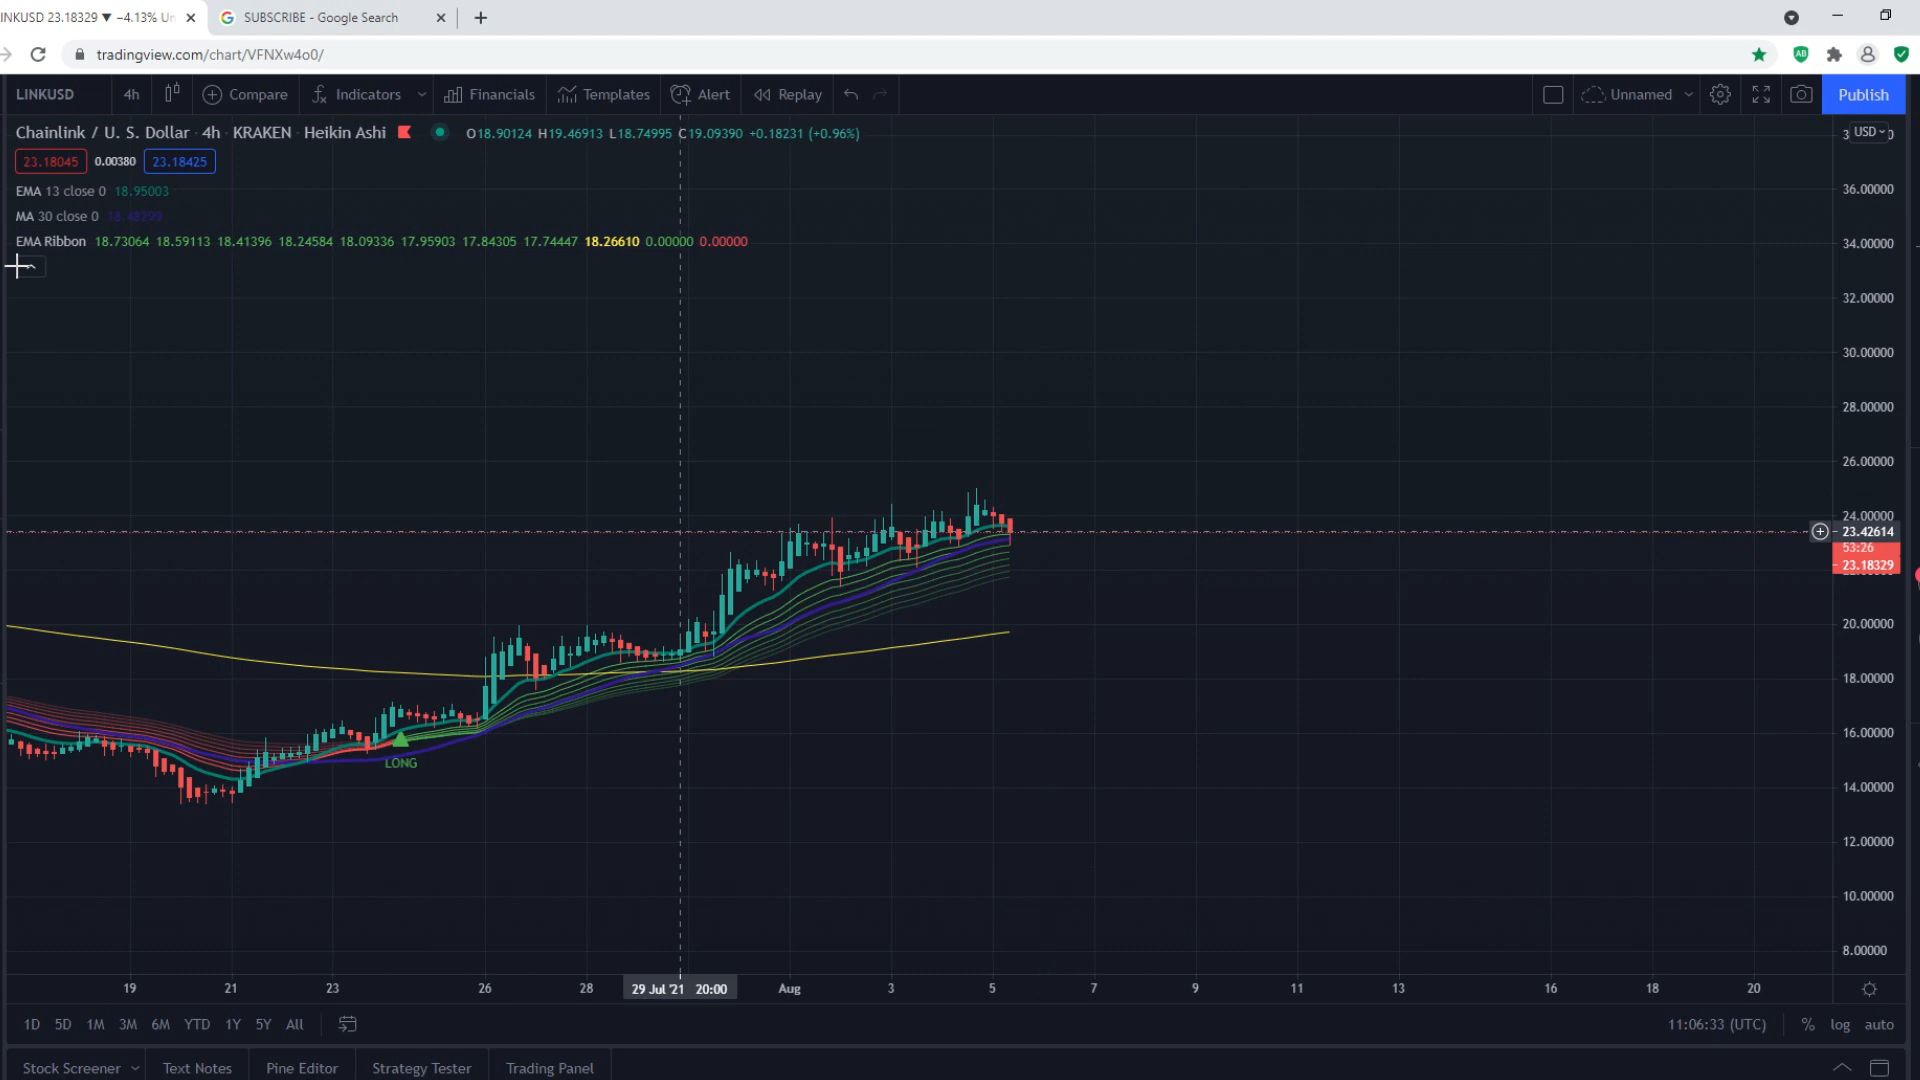 INKUSD 23.18329 ▼ −4.13% Un
SUBSCRIBE - Google Search
tradingview.com/chart/VFNXw4o0/
LINKUSD 4h Compare Indicators Financials Templates Alert Replay Unnamed Publish
Chainlink / U. S. Dollar · 4h · KRAKEN · Heikin Ashi O18.90124 H19.46913 L18.74995 C19.09390 +0.18231 (+0.96%)
23.18045 0.00380 23.18425
EMA 13 close 0 18.95003
MA 30 close 0 18.48299
EMA Ribbon 18.73064 18.59113 18.41396 18.24584 18.09336 17.95903 17.84305 17.74447 18.26610 0.00000 0.00000
USD
36.00000
34.00000
32.00000
30.00000
28.00000
26.00000
24.00000
23.42614
53:26
23.18329
20.00000
18.00000
16.00000
LONG
14.00000
12.00000
10.00000
8.00000
19 21 23 26 28 29 Jul '21 20:00 Aug 3 5 7 9 11 13 16 18 20
1D 5D 1M 3M 6M YTD 1Y 5Y All 11:06:33 (UTC) % log auto
Stock Screener Text Notes Pine Editor Strategy Tester Trading Panel